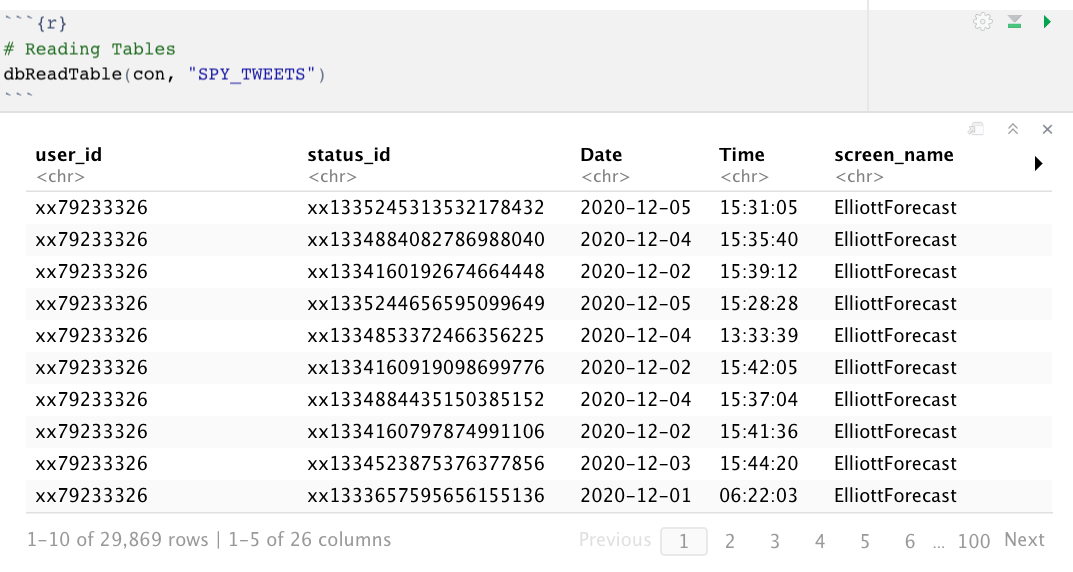 ```{r}
# Reading Tables
dbReadTable(con, "SPY_TWEETS")
```
user_id status_id Date Time screen_name
<chr> <chr> <chr> <chr> <chr>
xx79233326 xx1335245313532178432 2020-12-05 15:31:05 ElliottForecast
xx79233326 xx1334884082786988040 2020-12-04 15:35:40 ElliottForecast
xx79233326 xx1334160192674664448 2020-12-02 15:39:12 ElliottForecast
xx79233326 xx1335244656595099649 2020-12-05 15:28:28 ElliottForecast
xx79233326 xx1334853372466356225 2020-12-04 13:33:39 ElliottForecast
xx79233326 xx1334160919098699776 2020-12-02 15:42:05 ElliottForecast
xx79233326 xx1334884435150385152 2020-12-04 15:37:04 ElliottForecast
xx79233326 xx1334160797874991106 2020-12-02 15:41:36 ElliottForecast
xx79233326 xx1334523875376377856 2020-12-03 15:44:20 ElliottForecast
xx79233326 xx1333657595656155136 2020-12-01 06:22:03 ElliottForecast
1-10 of 29,869 rows | 1-5 of 26 columns Previous 1 2 3 4 5 6 ... 100 Next